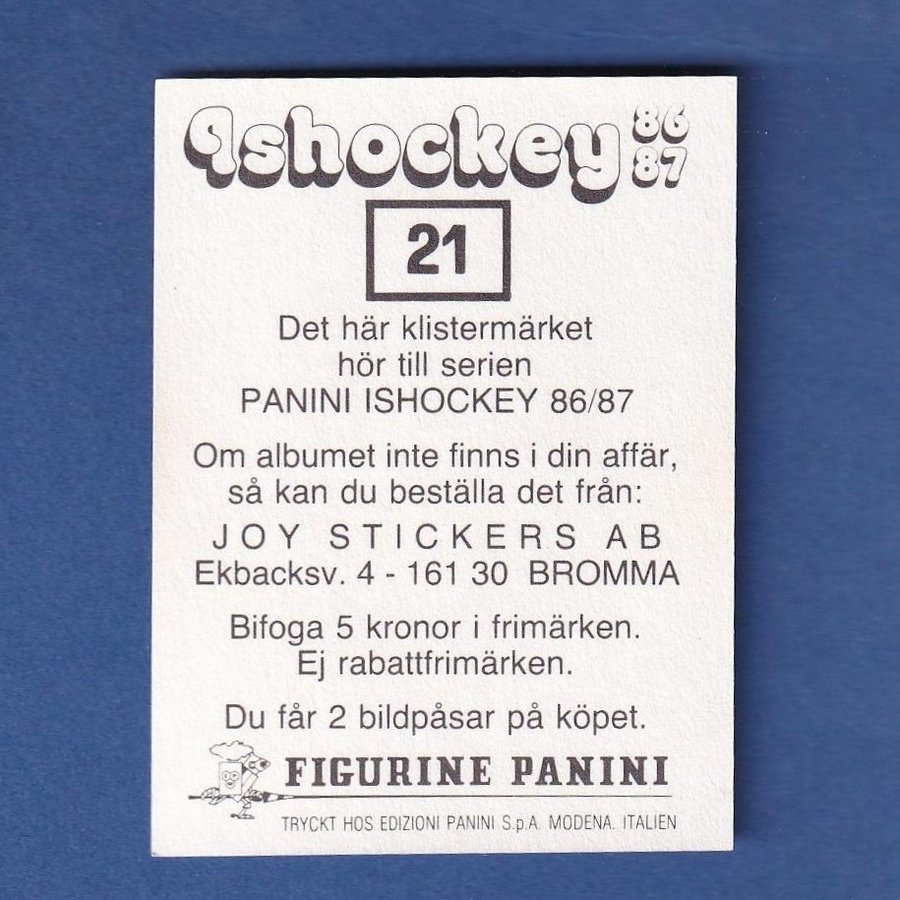 Ishockey 86
87
21
Det här klistermärket
hör till serien
PANINI ISHOCKEY 86/87
Om albumet inte finns i din affär,
så kan du beställa det från:
JOY STICKERS AB
Ekbacksv. 4 - 161 30 BROMMA
Bifoga 5 kronor i frimärken.
Ej rabattfrimärken.
Du får 2 bildpåsar på köpet.
FIGURINE PANINI
TRYCKT HOS EDIZIONI PANINI S.p.A. MODENA. ITALIEN